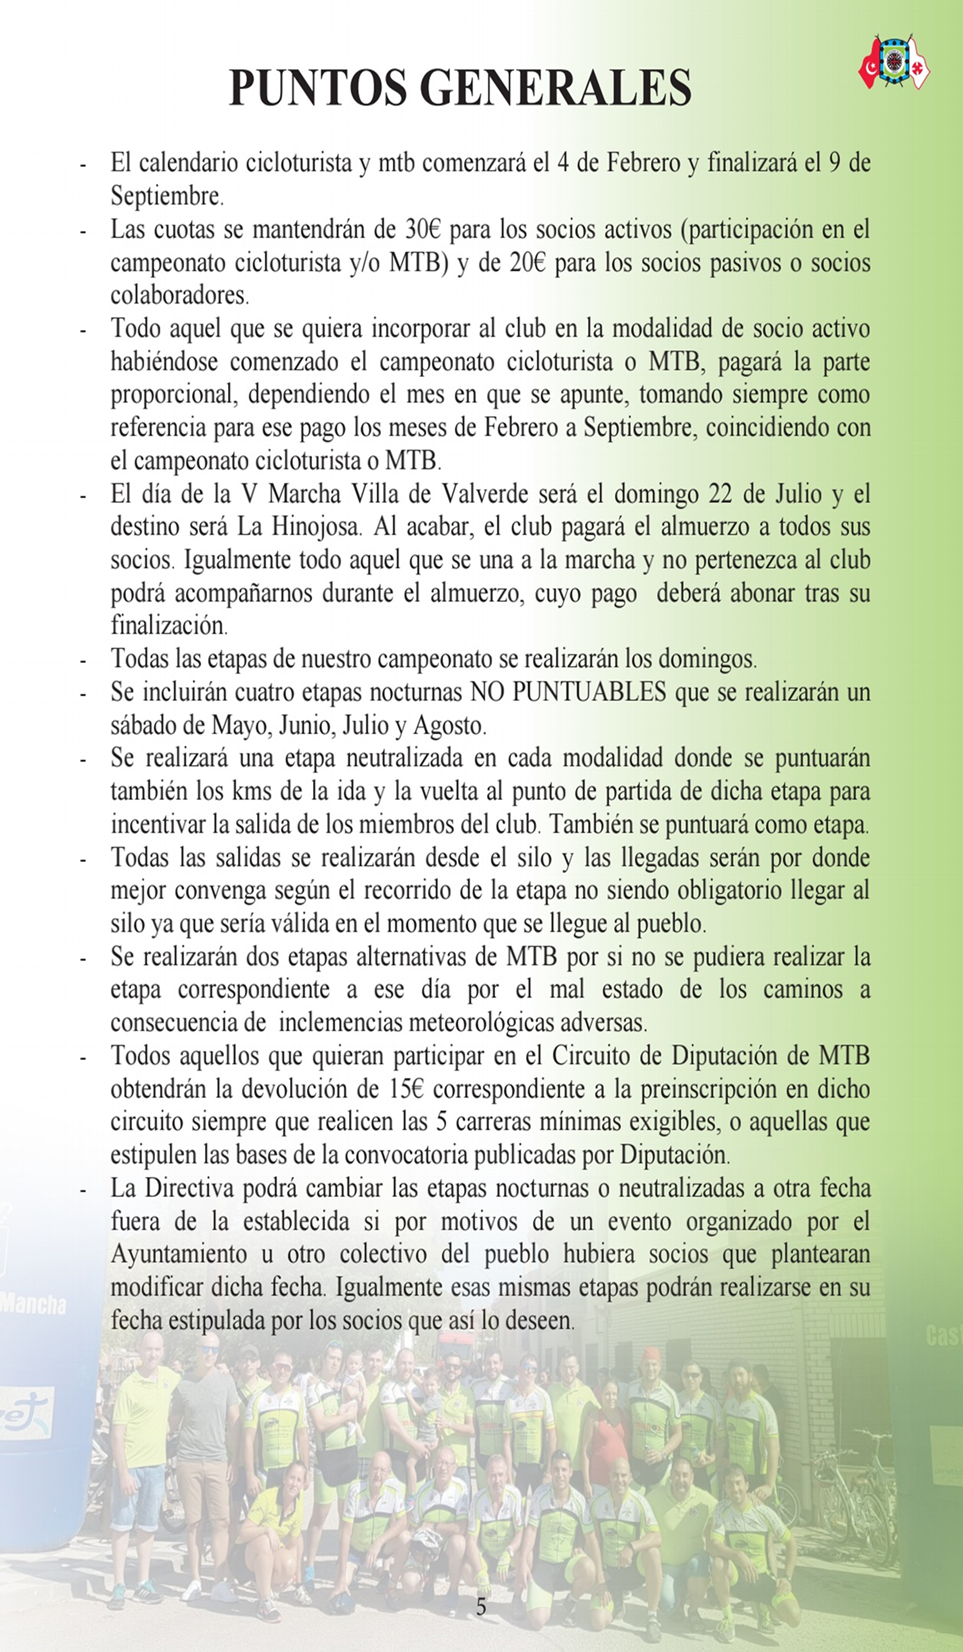 PUNTOS GENERALES
- El calendario cicloturista y mtb comenzará el 4 de Febrero y finalizará el 9 de
Septiembre.
- Las cuotas se mantendrán de 30€ para los socios activos (participación en el
campeonato cicloturista y/o MTB) y de 20€ para los socios pasivos o socios
colaboradores.
- Todo aquel que se quiera incorporar al club en la modalidad de socio activo
habiéndose comenzado el campeonato cicloturista o MTB, pagará la parte
proporcional, dependiendo el mes en que se apunte, tomando siempre como
referencia para ese pago los meses de Febrero a Septiembre, coincidiendo con
el campeonato cicloturista o MTB.
- El día de la V Marcha Villa de Valverde será el domingo 22 de Julio y el
destino será La Hinojosa. Al acabar, el club pagará el almuerzo a todos sus
socios. Igualmente todo aquel que se una a la marcha y no pertenezca al club
podrá acompañarnos durante el almuerzo, cuyo pago deberá abonar tras su
finalización.
- Todas las etapas de nuestro campeonato se realizarán los domingos.
- Se incluirán cuatro etapas nocturnas NO PUNTUABLES que se realizarán un
sábado de Mayo, Junio, Julio y Agosto.
- Se realizará una etapa neutralizada en cada modalidad donde se puntuarán
también los kms de la ida y la vuelta al punto de partida de dicha etapa para
incentivar la salida de los miembros del club. También se puntuará como etapa.
- Todas las salidas se realizarán desde el silo y las llegadas serán por donde
mejor convenga según el recorrido de la etapa no siendo obligatorio llegar al
silo ya que sería válida en el momento que se llegue al pueblo.
- Se realizarán dos etapas alternativas de MTB por si no se pudiera realizar la
etapa correspondiente a ese día por el mal estado de los caminos a
consecuencia de inclemencias meteorológicas adversas.
- Todos aquellos que quieran participar en el Circuito de Diputación de MTB
obtendrán la devolución de 15€ correspondiente a la preinscripción en dicho
circuito siempre que realicen las 5 carreras mínimas exigibles, o aquellas que
estipulen las bases de la convocatoria publicadas por Diputación.
- La Directiva podrá cambiar las etapas nocturnas o neutralizadas a otra fecha
fuera de la establecida si por motivos de un evento organizado por el
Ayuntamiento u otro colectivo del pueblo hubiera socios que plantearan
modificar dicha fecha. Igualmente esas mismas etapas podrán realizarse en su
fecha estipulada por los socios que así lo deseen.
Mancha
Cast
5